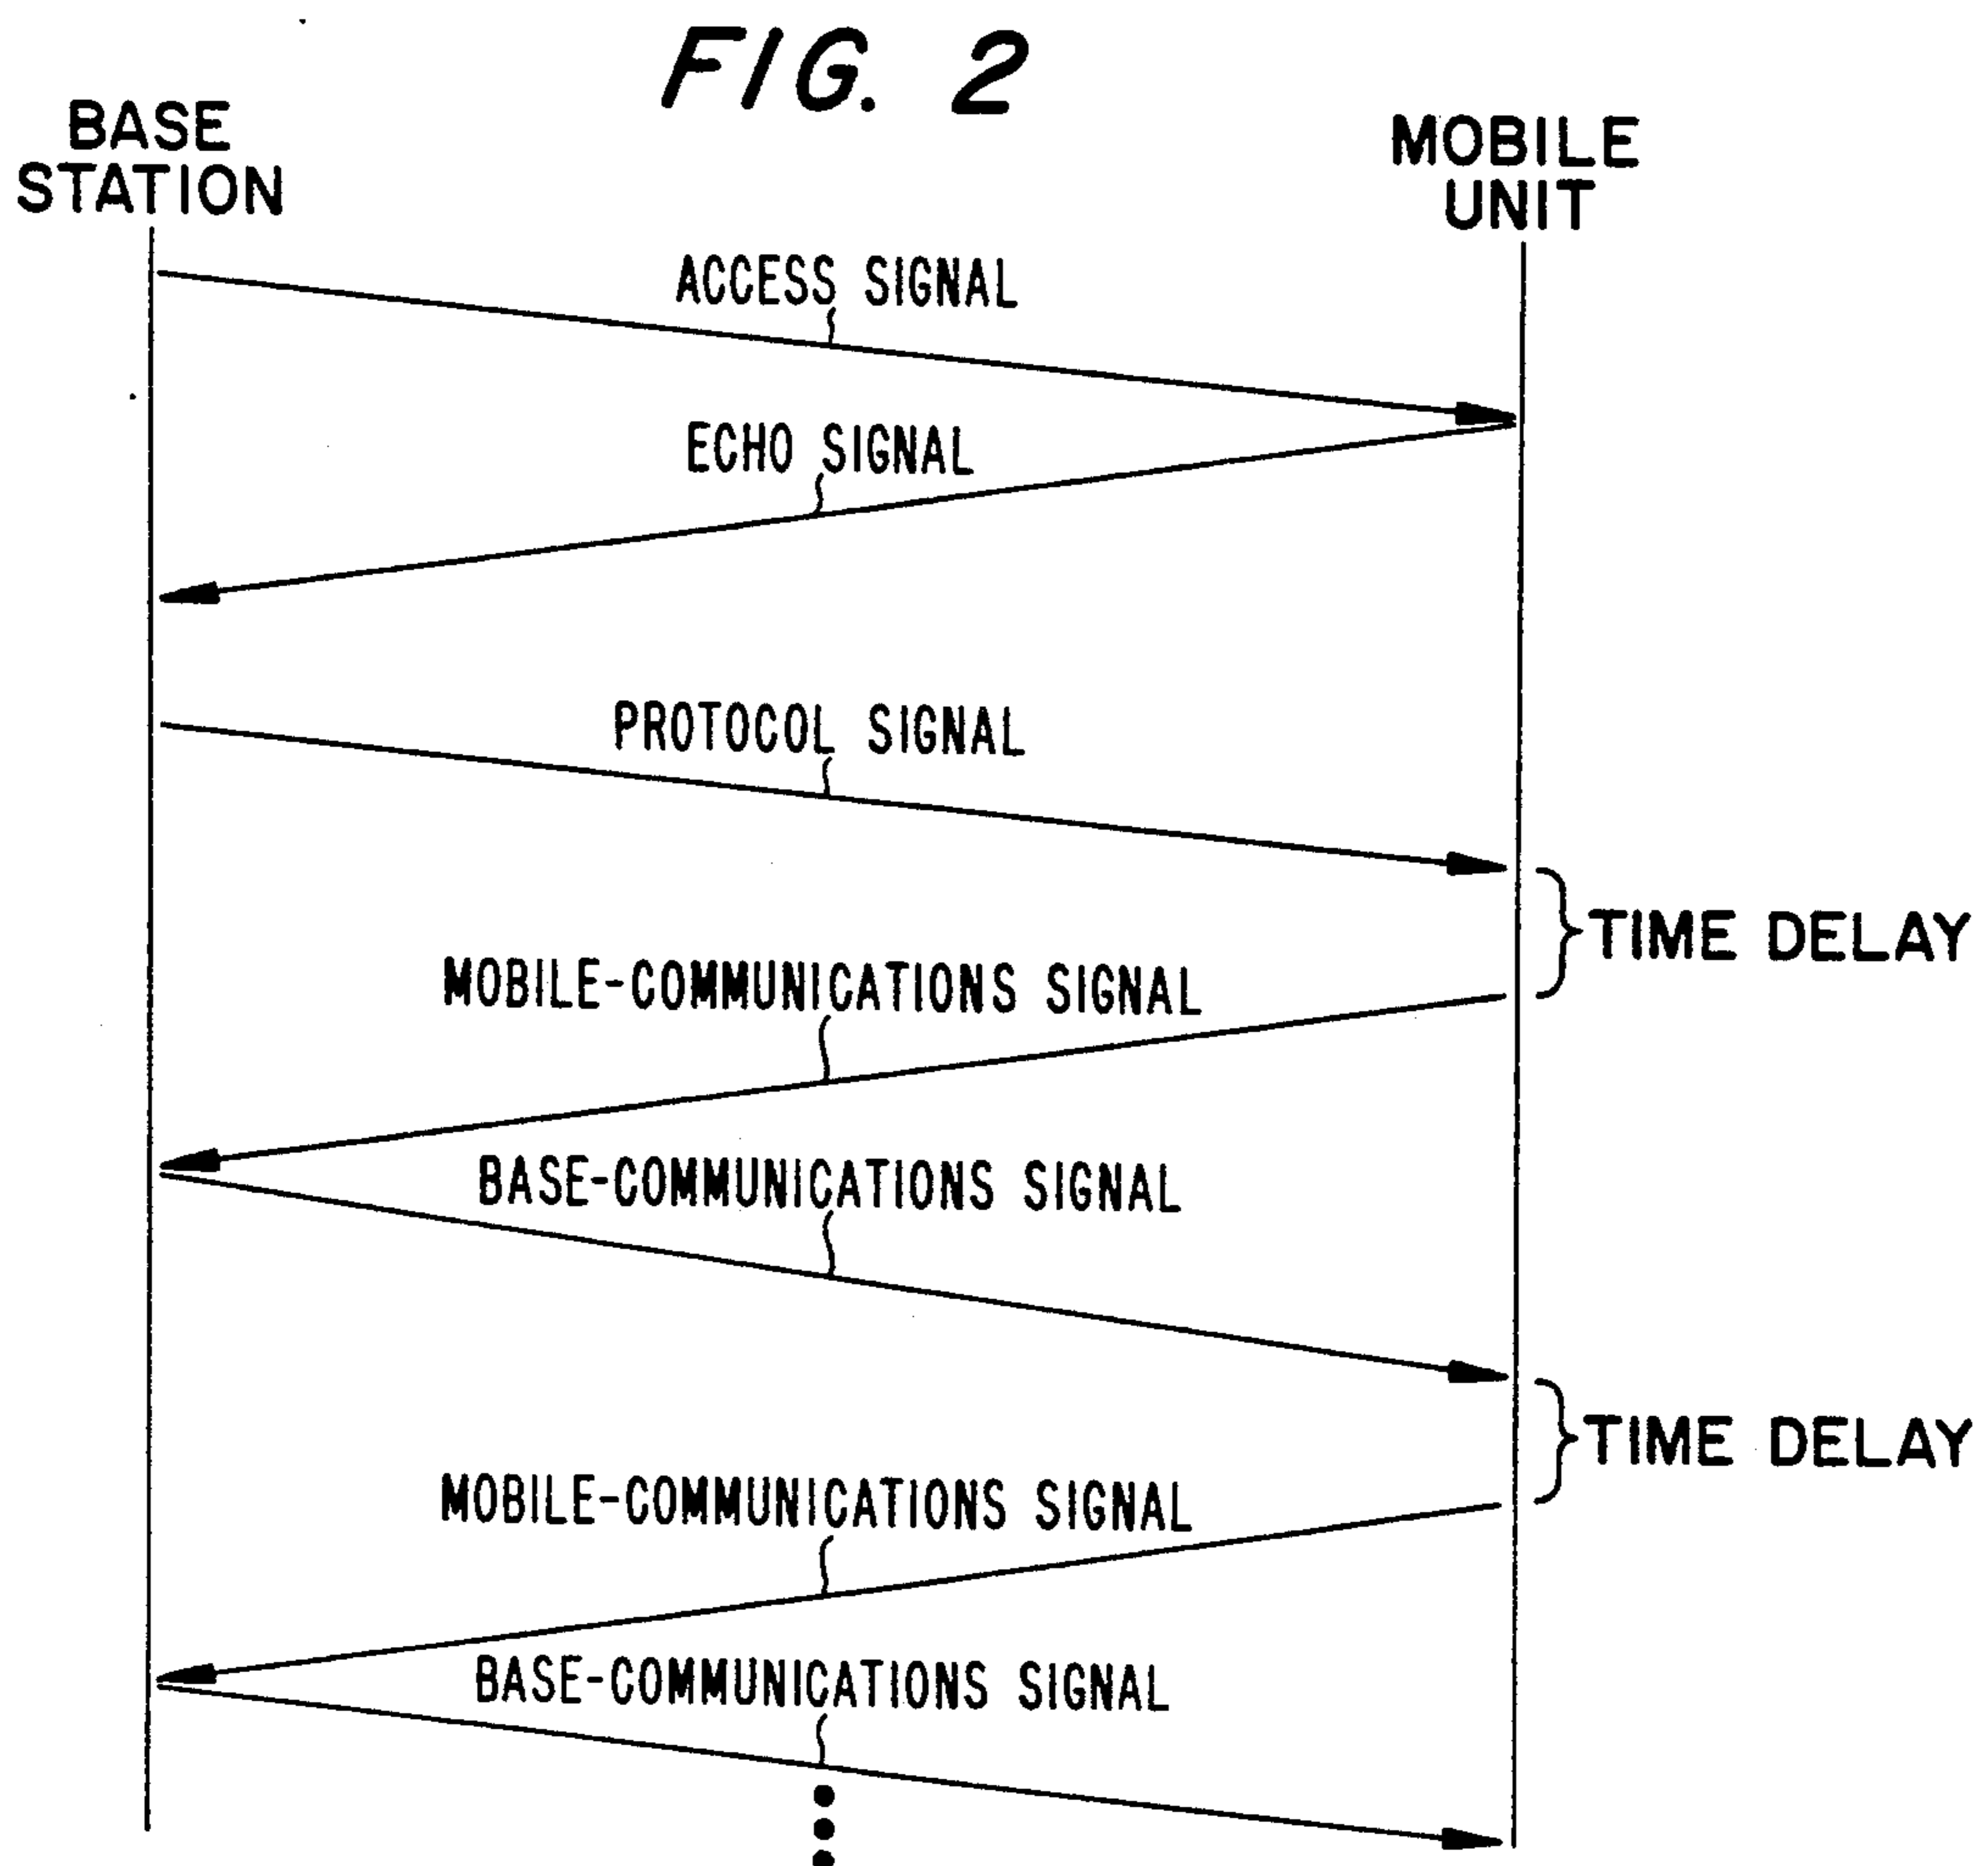 FIG. 2
BASE
STATION
MOBILE
UNIT
ACCESS SIGNAL
ECHO SIGNAL
PROTOCOL SIGNAL
TIME DELAY
MOBILE-COMMUNICATIONS SIGNAL
BASE-COMMUNICATIONS SIGNAL
TIME DELAY
MOBILE-COMMUNICATIONS SIGNAL
BASE-COMMUNICATIONS SIGNAL